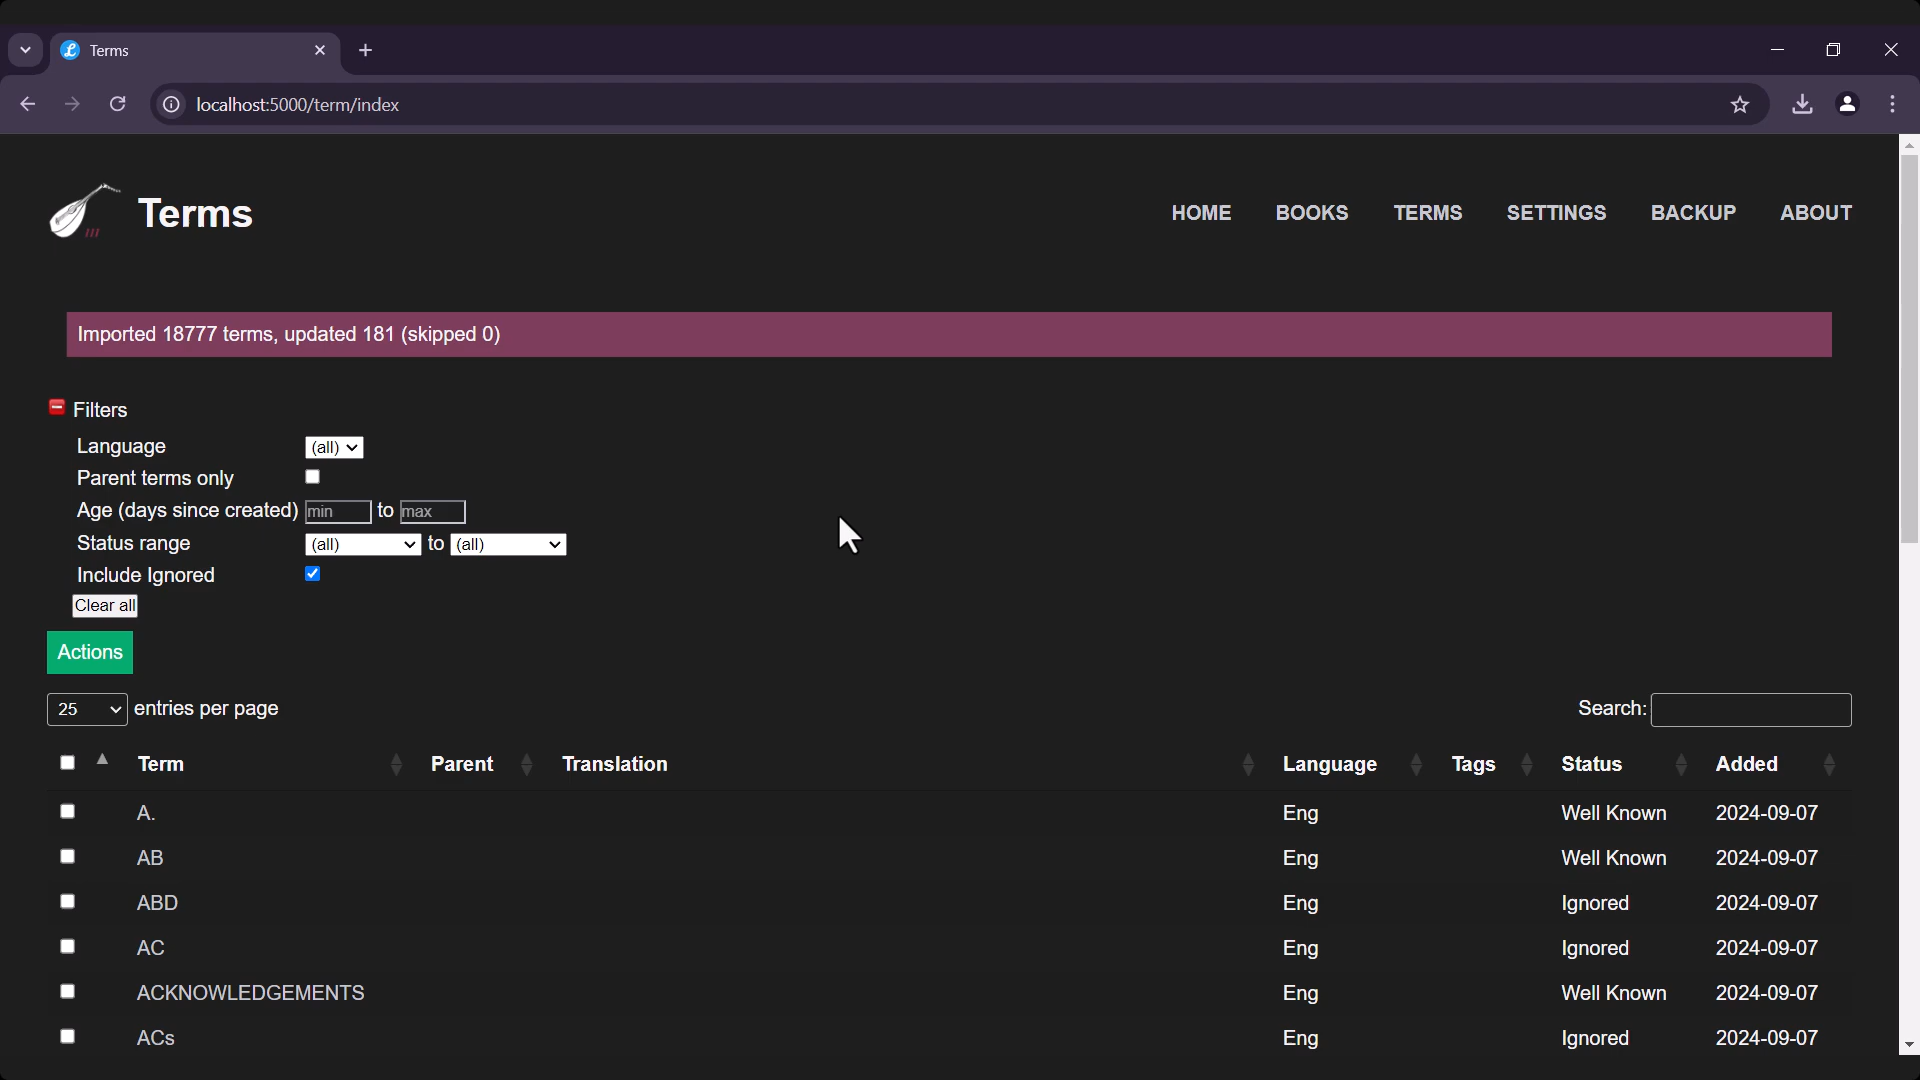 Terms
localhost:5000/term/index
Terms
HOME BOOKS TERMS SETTINGS BACKUP ABOUT
Imported 18777 terms, updated 181 (skipped 0)
Filters
Language (all)
Parent terms only
Age (days since created) min to max
Status range (all) to (all)
Include Ignored
Clear all
Actions
25 entries per page Search:
Term Parent Translation Language Tags Status Added
A. Eng Well Known 2024-09-07
AB Eng Well Known 2024-09-07
ABD Eng Ignored 2024-09-07
AC Eng Ignored 2024-09-07
ACKNOWLEDGEMENTS Eng Well Known 2024-09-07
ACs Eng Ignored 2024-09-07